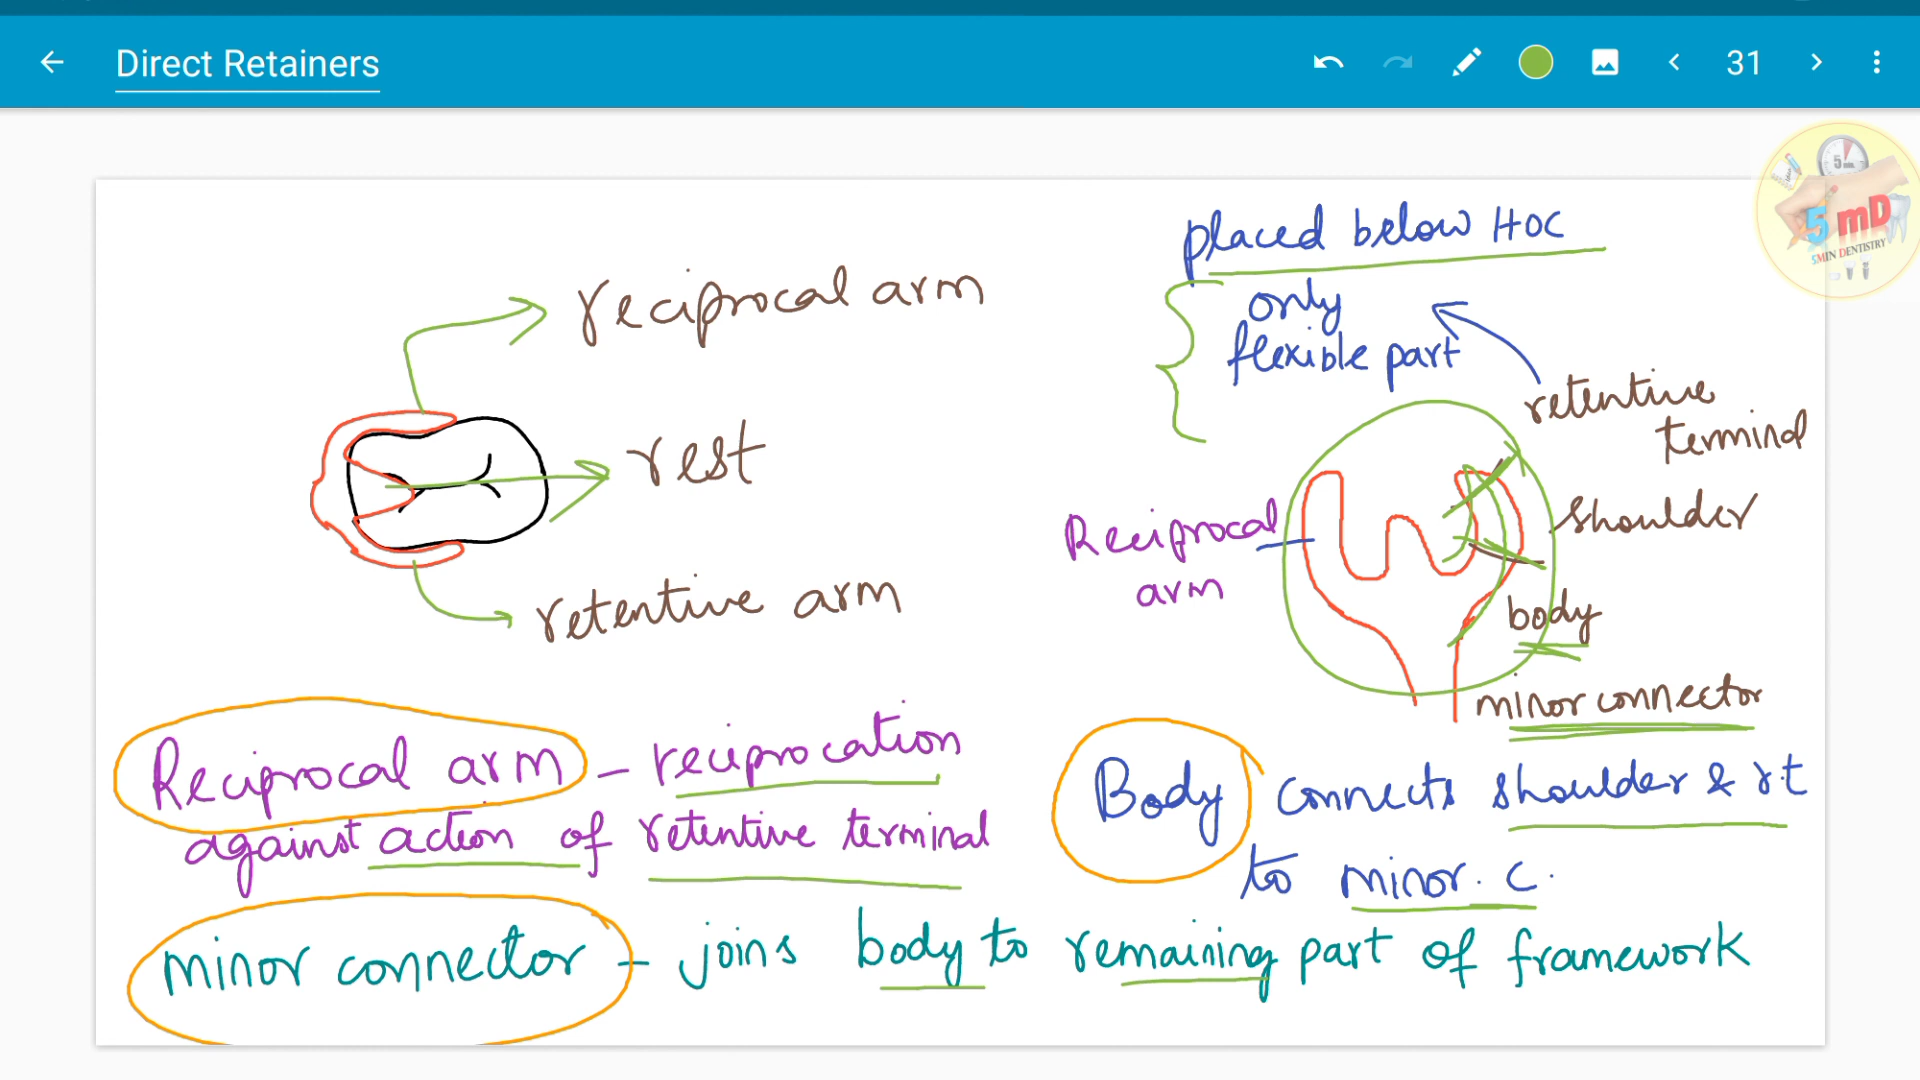 Direct Retainers
31
5 mD
5MIN DENTISTRY
placed below HOC
only
flexible part
reciprocal arm
rest
retentive arm
retentive
terminal
shoulder
Reciprocal
arm
body
minor connector
Reciprocal arm - reciprocation
against action of retentive terminal
Body connects shoulder & rt
to minor. c.
minor connector - joins body to remaining part of framework